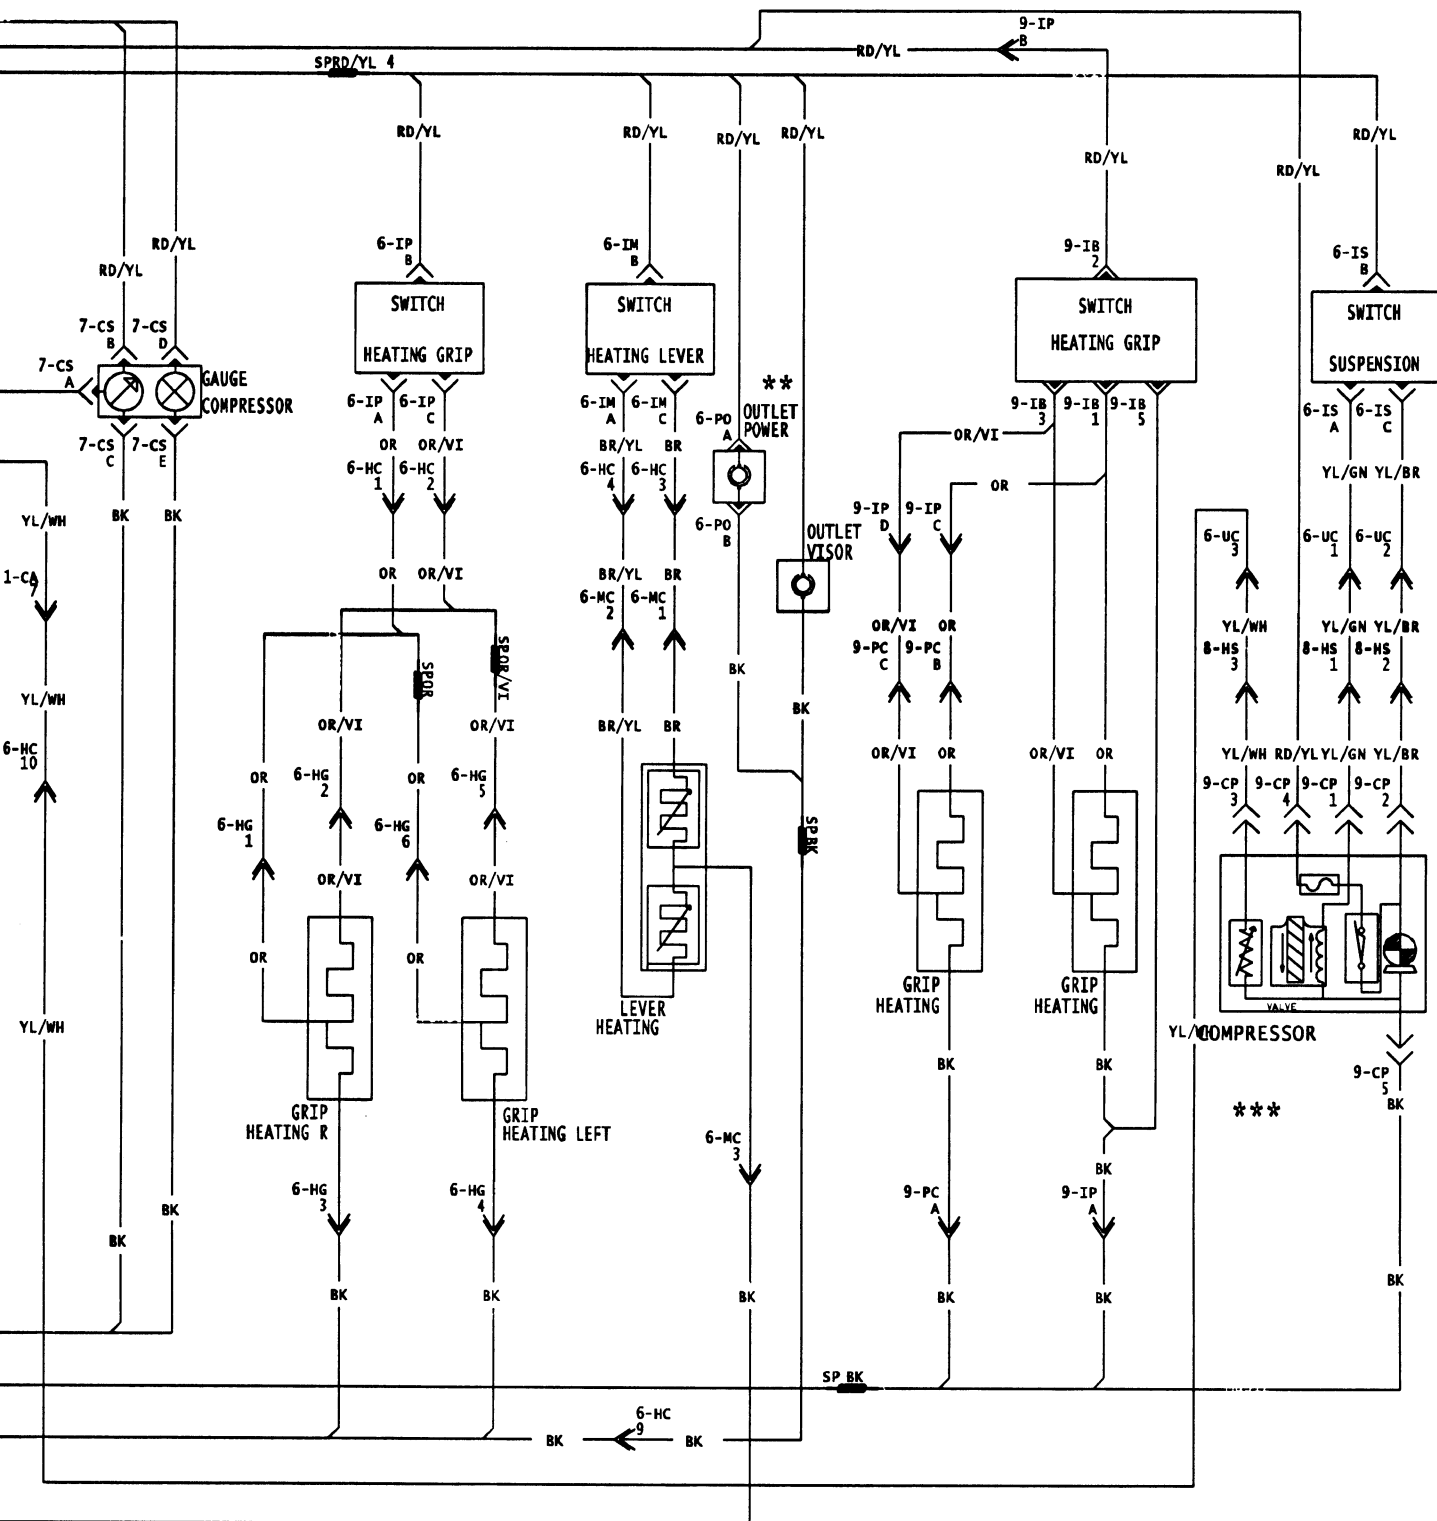 9-IP
B
RD/YL
SPRD/YL 4
RD/YL
RD/YL
RD/YL
RD/YL
RD/YL
RD/YL
RD/YL
RD/YL
RD/YL
6-IP
B
6-IM
B
9-IB
2
6-IS
B
RD/YL
SWITCH
HEATING GRIP
SWITCH
HEATING LEVER
SWITCH
HEATING GRIP
SWITCH
SUSPENSION
7-CS
B
7-CS
D
7-CS
A
GAUGE
COMPRESSOR
7-CS
C
7-CS
E
6-IP
A
6-IP
C
6-IM
A
6-IM
C
6-PO
A
**
OUTLET
POWER
9-IB
3
9-IB
1
9-IB
5
6-IS
A
6-IS
C
OR
OR/VI
BR/YL
BR
OR/VI
6-HC
1
6-HC
2
6-HC
4
6-HC
3
OR
YL/GN
YL/BR
YL/WH
BK
BK
6-PO
B
OUTLET
VISOR
9-IP
D
9-IP
C
6-UC
3
6-UC
1
6-UC
2
1-CA
7
OR
OR/VI
BR/YL
BR
6-MC
2
6-MC
1
OR/VI
OR
YL/WH
YL/GN
YL/BR
9-PC
C
9-PC
B
8-HS
3
8-HS
1
8-HS
2
SPOR
SPOR/VI
BK
YL/WH
BK
OR/VI
OR/VI
BR/YL
BR
6-HC
10
OR
6-HG
2
OR
6-HG
5
OR/VI
OR
OR/VI
OR
YL/WH
RD/YL
YL/GN
YL/BR
9-CP
3
9-CP
4
9-CP
1
9-CP
2
6-HG
1
6-HG
6
SPBK
OR/VI
OR/VI
OR
OR
GRIP
HEATING
GRIP
HEATING
VALVE
LEVER
HEATING
YL/WH
YL/WH
COMPRESSOR
BK
BK
9-CP
5
BK
***
GRIP
HEATING R
GRIP
HEATING LEFT
6-MC
3
BK
6-HG
3
6-HG
4
9-PC
A
9-IP
A
BK
BK
BK
BK
BK
BK
BK
BK
BK
SP BK
6-HC
9
BK
BK